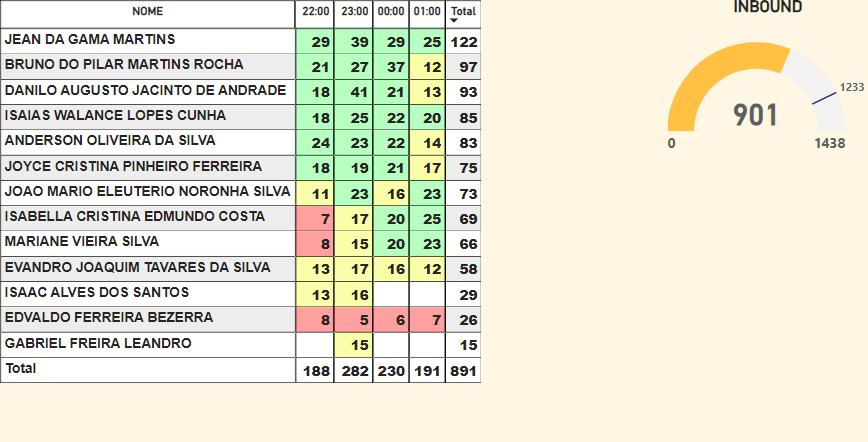 NOME 22:00 23:00 00:00 01:00 Total
JEAN DA GAMA MARTINS 29 39 29 25 122
BRUNO DO PILAR MARTINS ROCHA 21 27 37 12 97
DANILO AUGUSTO JACINTO DE ANDRADE 18 41 21 13 93
ISAIAS WALANCE LOPES CUNHA 18 25 22 20 85
ANDERSON OLIVEIRA DA SILVA 24 23 22 14 83
JOYCE CRISTINA PINHEIRO FERREIRA 18 19 21 17 75
JOAO MARIO ELEUTERIO NORONHA SILVA 11 23 16 23 73
ISABELLA CRISTINA EDMUNDO COSTA 7 17 20 25 69
MARIANE VIEIRA SILVA 8 15 20 23 66
EVANDRO JOAQUIM TAVARES DA SILVA 13 17 16 12 58
ISAAC ALVES DOS SANTOS 13 16 29
EDVALDO FERREIRA BEZERRA 8 5 6 7 26
GABRIEL FREIRA LEANDRO 15 15
Total 188 282 230 191 891
INBOUND
1233
901
0 1438